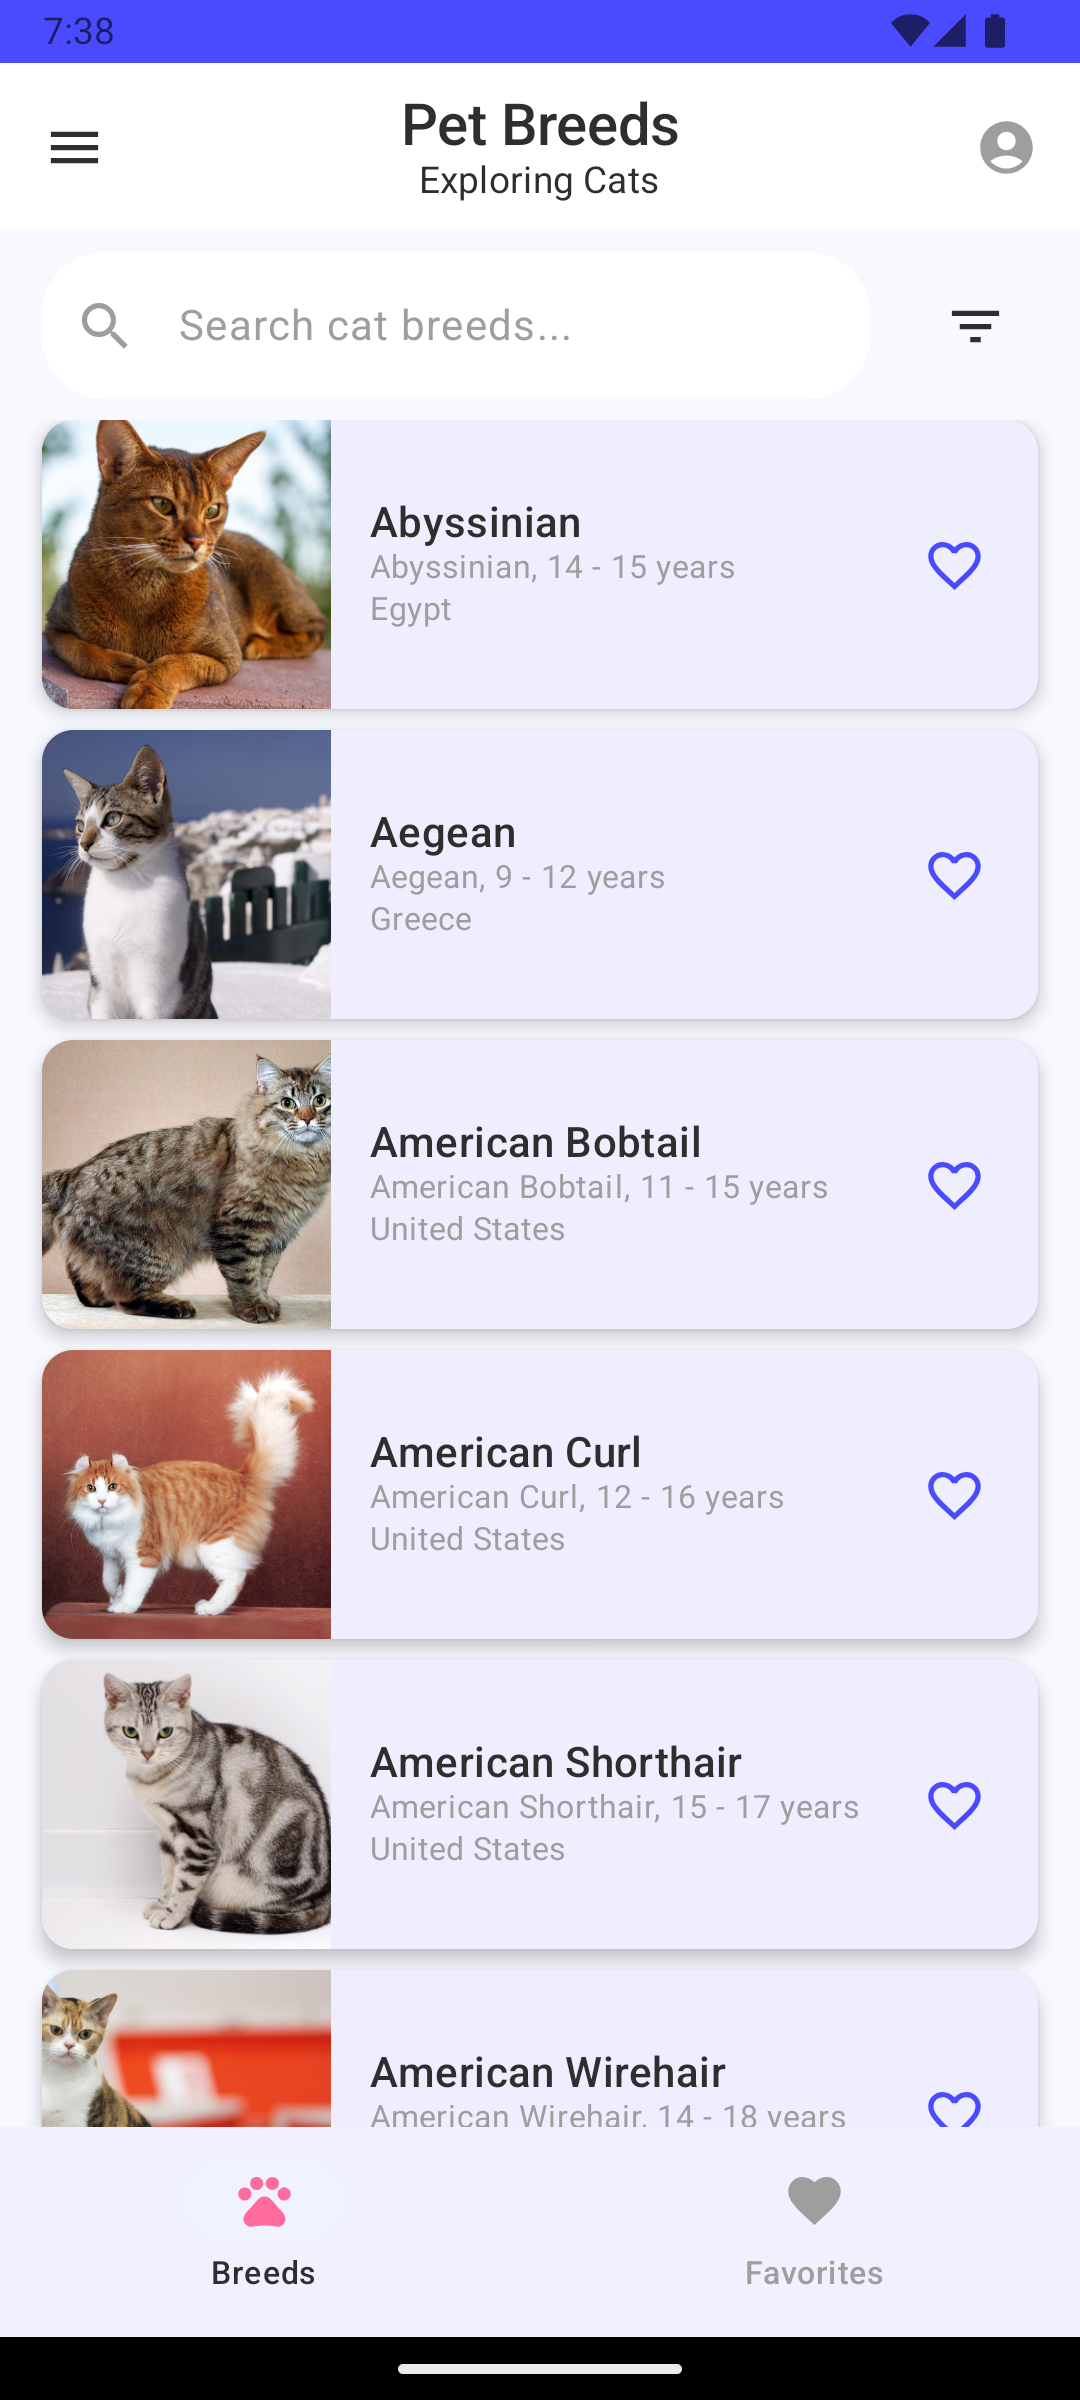 7:38
Pet Breeds
Exploring Cats
Search cat breeds...
Abyssinian
Abyssinian, 14 - 15 years
Egypt
Aegean
Aegean, 9 - 12 years
Greece
American Bobtail
American Bobtail, 11 - 15 years
United States
American Curl
American Curl, 12 - 16 years
United States
American Shorthair
American Shorthair, 15 - 17 years
United States
American Wirehair
American Wirehair, 14 - 18 years
Breeds
Favorites